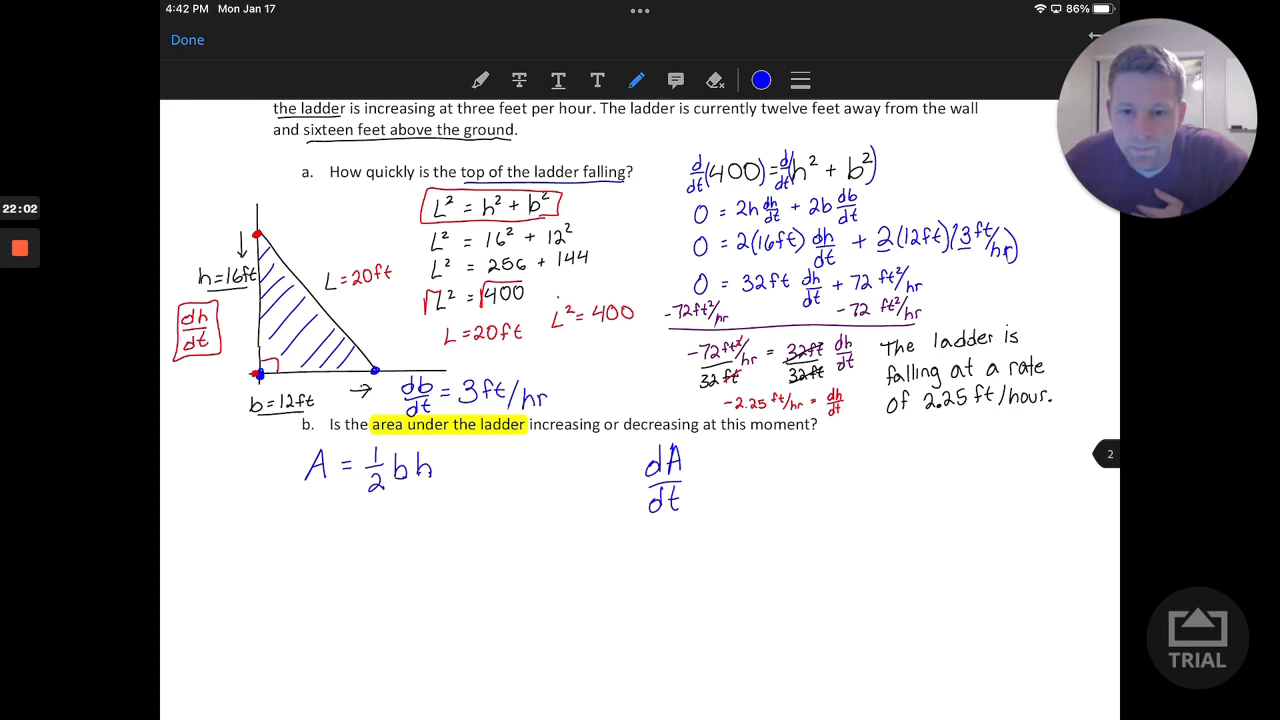 4:42 PM Mon Jan 17
86%
Done
T T T
22:02
the ladder is increasing at three feet per hour. The ladder is currently twelve feet away from the wall
and sixteen feet above the ground.
a. How quickly is the top of the ladder falling?
L² = h² + b²
L² = 16² + 12²
L² = 256 + 144
√L² = √400
L = 20ft
L² = 400
h = 16ft
L = 20ft
dh/dt
b = 12ft
db/dt = 3 ft/hr
d/dt (400) = d/dt (h² + b²)
0 = 2h dh/dt + 2b db/dt
0 = 2(16ft) dh/dt + 2(12ft)(3 ft/hr)
0 = 32ft dh/dt + 72 ft²/hr
-72ft²/hr - 72 ft²/hr
-72ft²/hr / 32ft = 32ft/32ft dh/dt
-2.25 ft/hr = dh/dt
The ladder is
falling at a rate
of 2.25 ft/hour.
b. Is the area under the ladder increasing or decreasing at this moment?
A = 1/2 bh
dA/dt
2
TRIAL